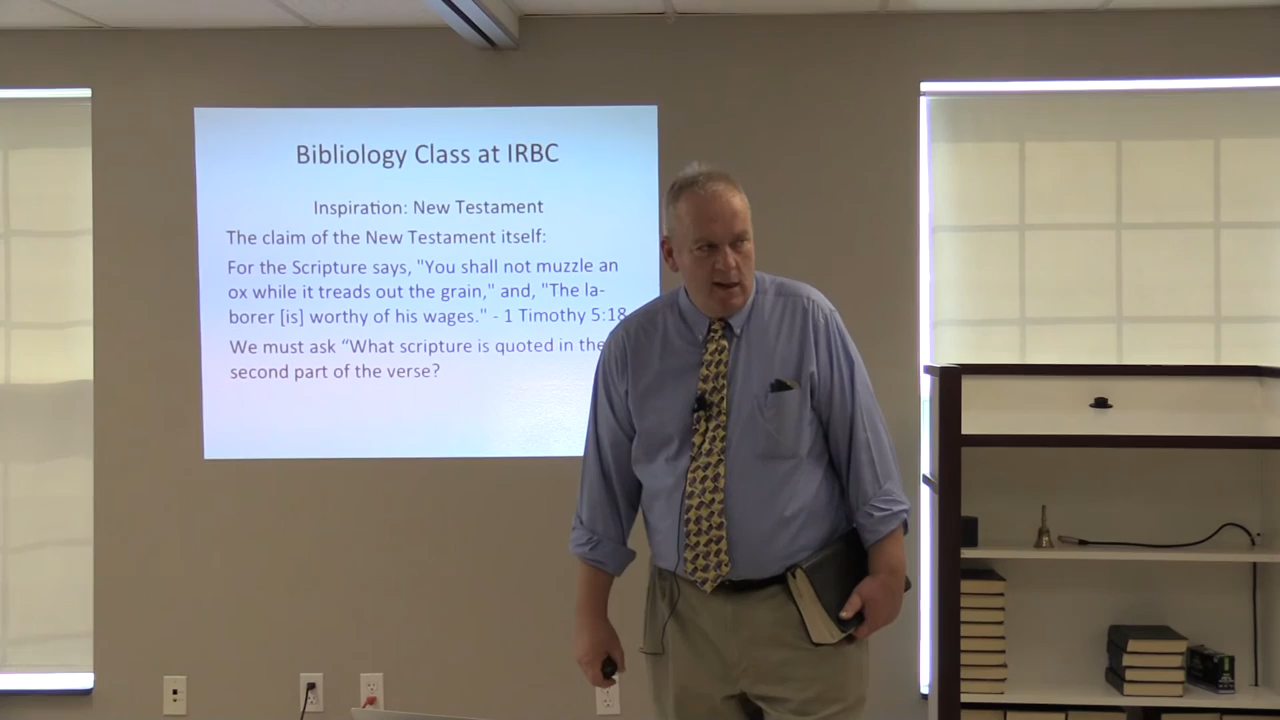 Bibliology Class at IRBC
Inspiration: New Testament
The claim of the New Testament itself:
For the Scripture says, "You shall not muzzle an
ox while it treads out the grain," and, "The la-
borer [is] worthy of his wages." - 1 Timothy 5:18
We must ask “What scripture is quoted in the
second part of the verse?